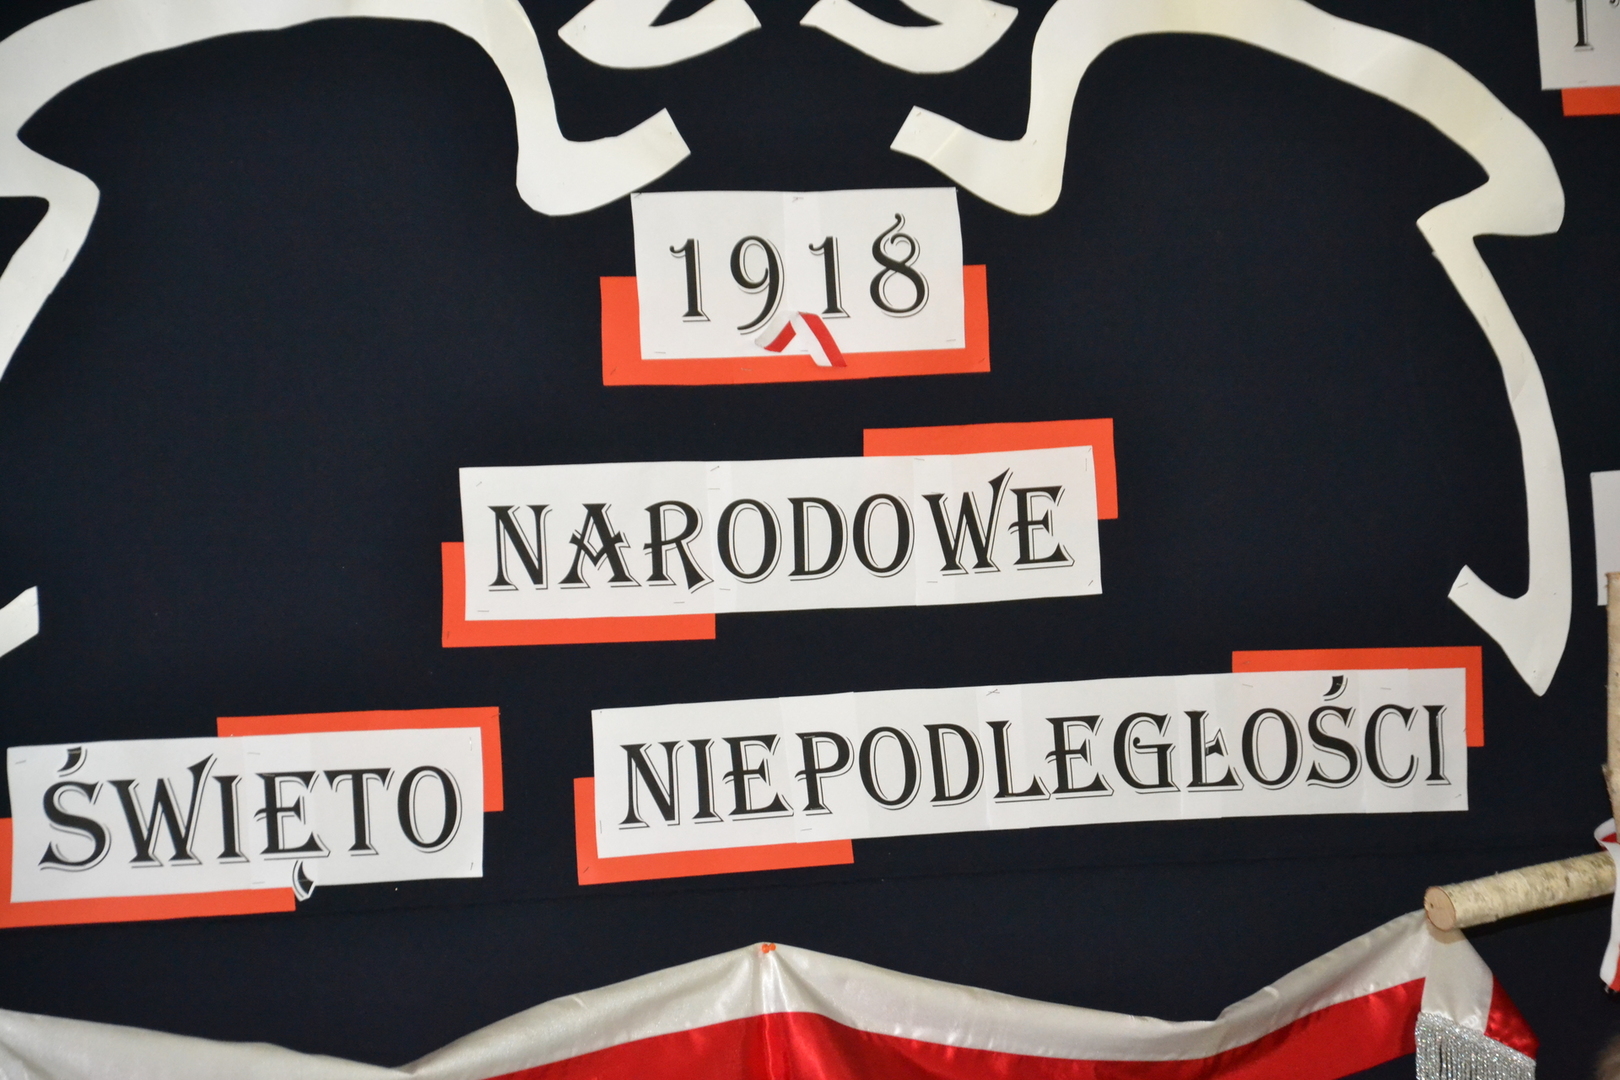 1918
NARODOWE
ŚWIĘTO NIEPODLEGŁOŚCI